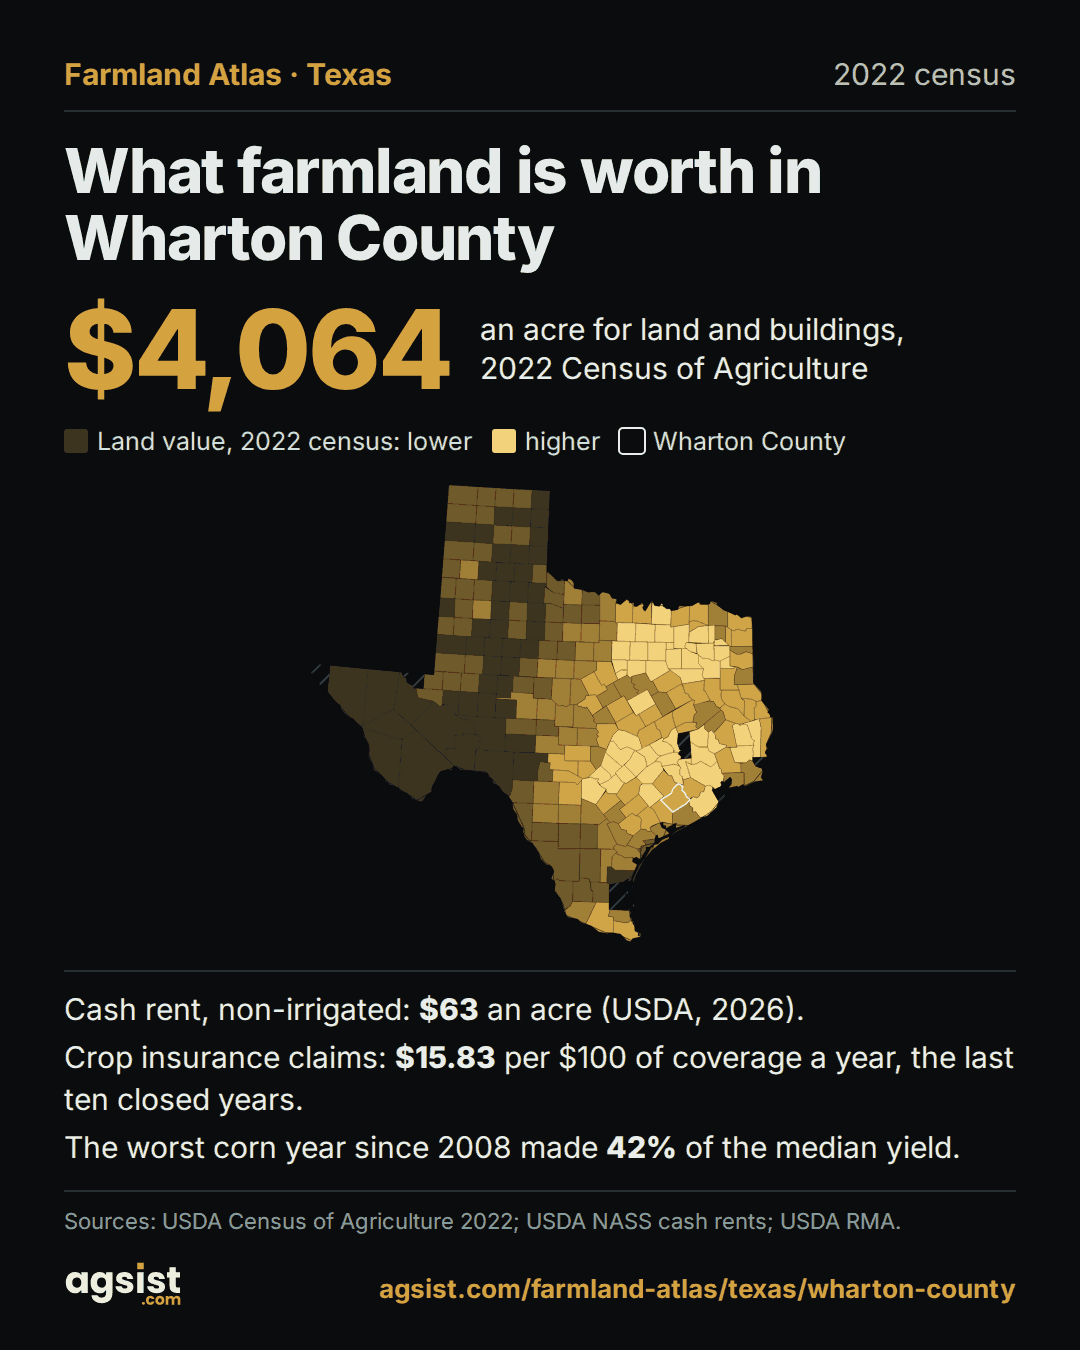 Farmland Atlas · Texas
2022 census
What farmland is worth in
Wharton County
$4,064
an acre for land and buildings,
2022 Census of Agriculture
Land value, 2022 census: lower
higher
Wharton County
Cash rent, non-irrigated: $63 an acre (USDA, 2026).
Crop insurance claims: $15.83 per $100 of coverage a year, the last
ten closed years.
The worst corn year since 2008 made 42% of the median yield.
Sources: USDA Census of Agriculture 2022; USDA NASS cash rents; USDA RMA.
agsist
.com
agsist.com/farmland-atlas/texas/wharton-county